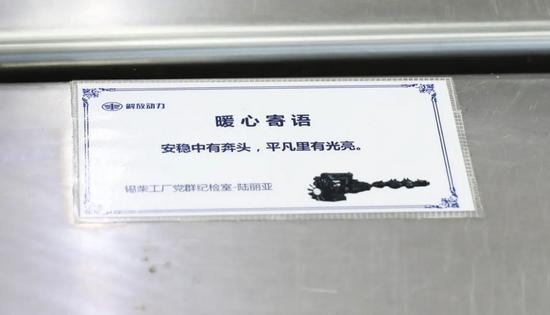 解放动力
暖心寄语
安稳中有奔头，平凡里有光亮。
锡柴工厂党群纪检室-陆丽亚